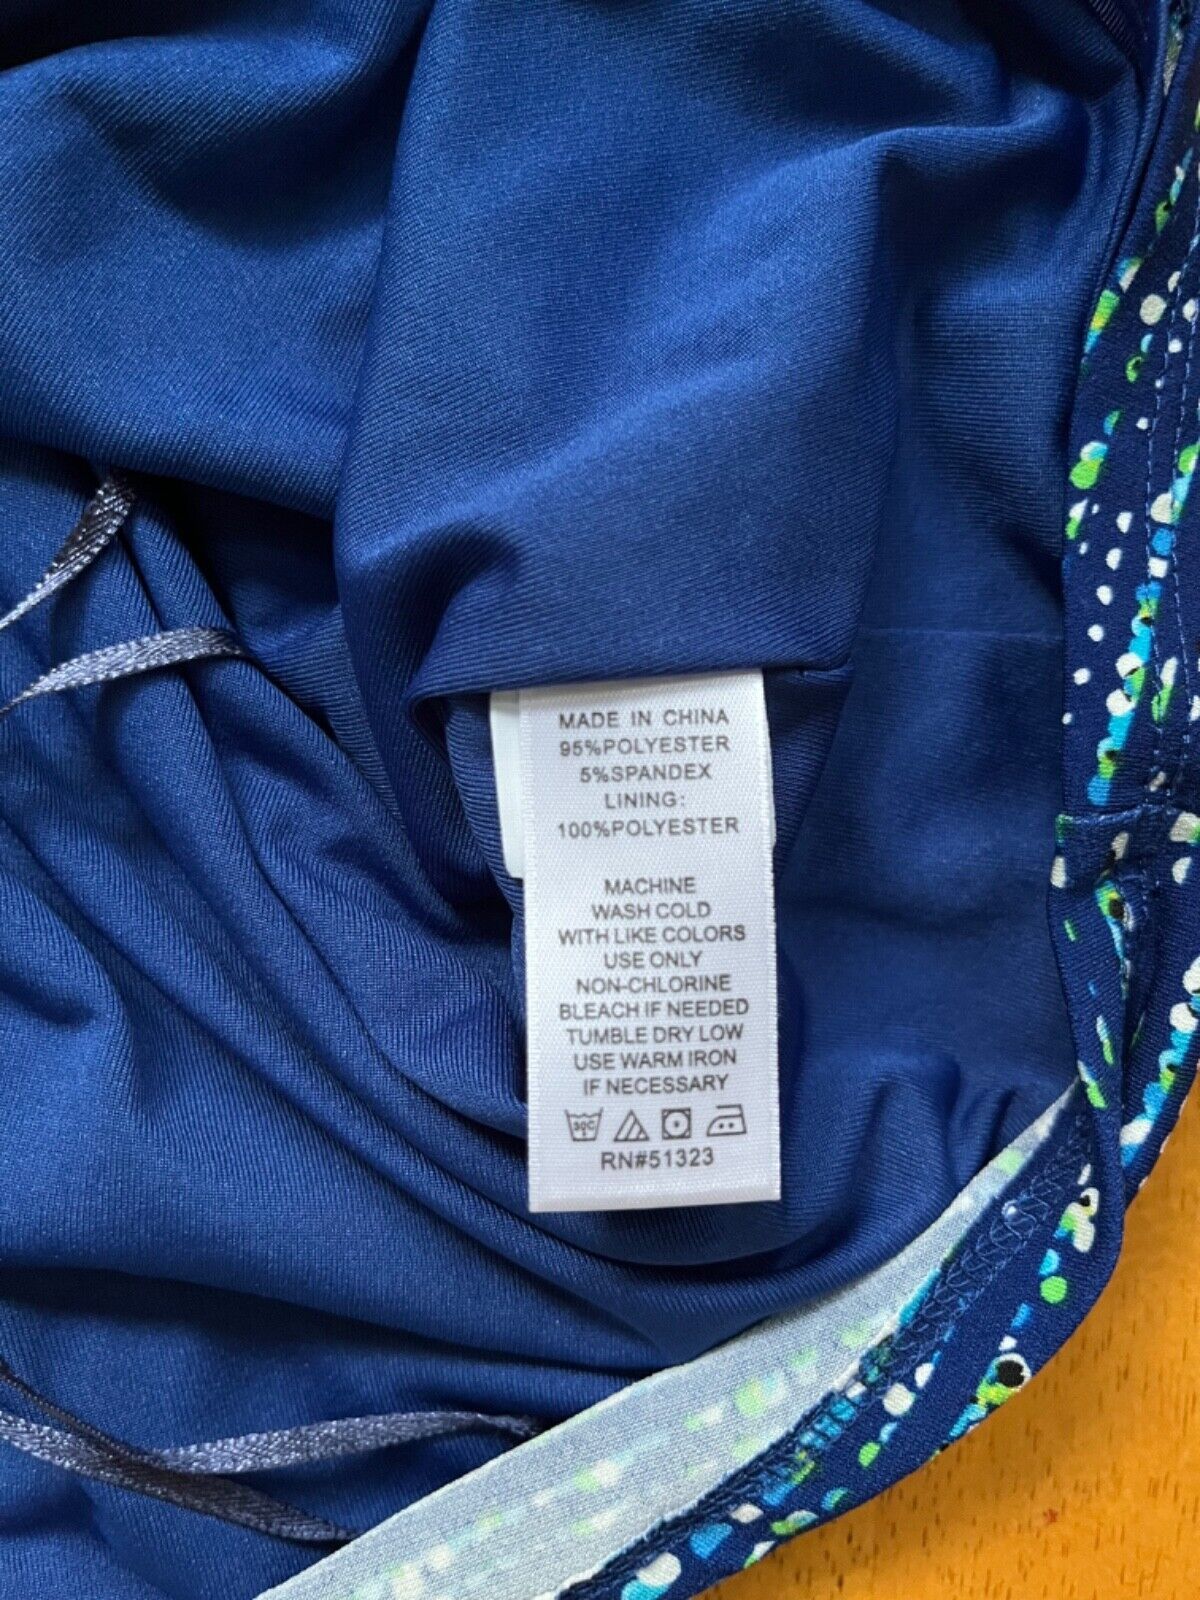 MADE IN CHINA
95%POLYESTER
5%SPANDEX
LINING:
100%POLYESTER
MACHINE
WASH COLD
WITH LIKE COLORS
USE ONLY
NON-CHLORINE
BLEACH IF NEEDED
TUMBLE DRY LOW
USE WARM IRON
IF NECESSARY
30C
RN#51323